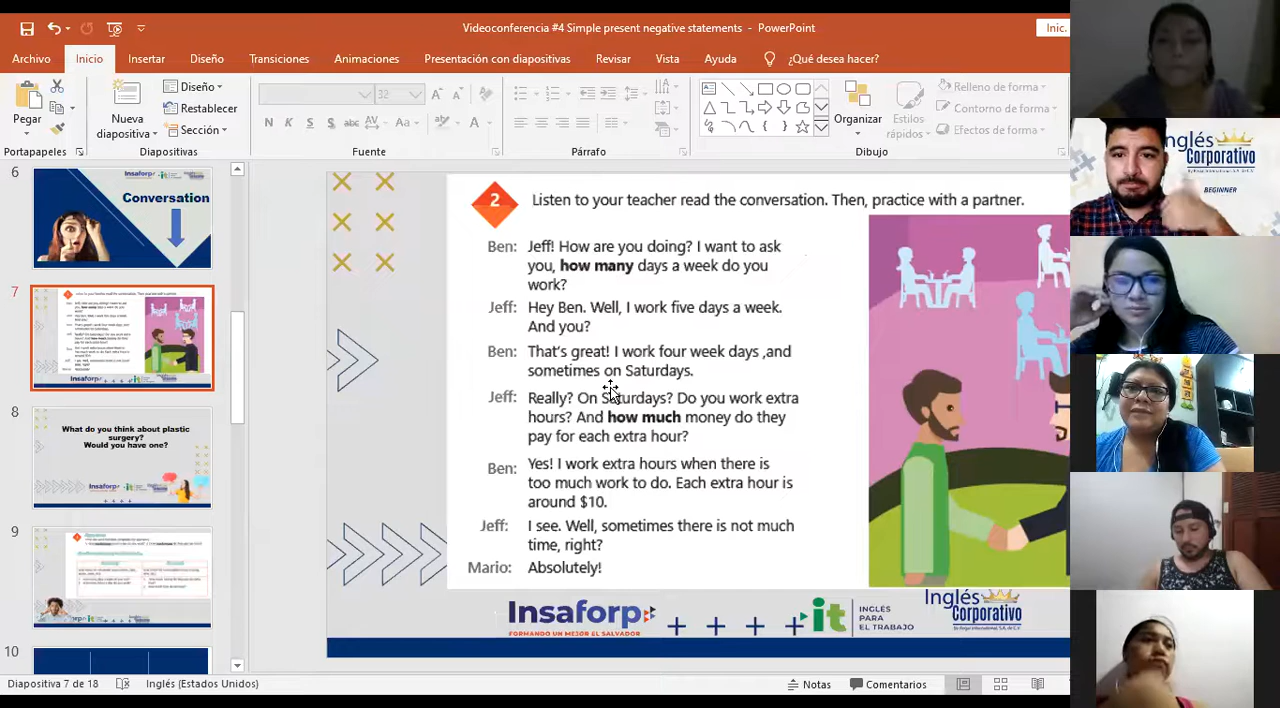 Videoconferencia #4 Simple present negative statements - PowerPoint
Inic.
Archivo Inicio Insertar Diseño Transiciones Animaciones Presentación con diapositivas Revisar Vista Ayuda ¿Qué desea hacer?
Pegar
Nueva diapositiva
Diseño
Restablecer
Sección
32
N K S S abc AV Aa A
Organizar
Estilos rápidos
Relleno de forma
Contorno de forma
Efectos de forma
Portapapeles Diapositivas Fuente Párrafo Dibujo
6
Conversation
7
8
What do you think about plastic
surgery?
Would you have one?
9
10
2 Listen to your teacher read the conversation. Then, practice with a partner.
Ben: Jeff! How are you doing? I want to ask
you, how many days a week do you
work?
Jeff: Hey Ben. Well, I work five days a week.
And you?
Ben: That's great! I work four week days ,and
sometimes on Saturdays.
Jeff: Really? On Saturdays? Do you work extra
hours? And how much money do they
pay for each extra hour?
Ben: Yes! I work extra hours when there is
too much work to do. Each extra hour is
around $10.
Jeff: I see. Well, sometimes there is not much
time, right?
Mario: Absolutely!
Insaforp
FORMANDO UN MEJOR EL SALVADOR
it
INGLÉS
PARA
EL TRABAJO
Inglés
Corporativo
Inglés
Corporativo
BEGINNER
Diapositiva 7 de 18 Inglés (Estados Unidos) Notas Comentarios